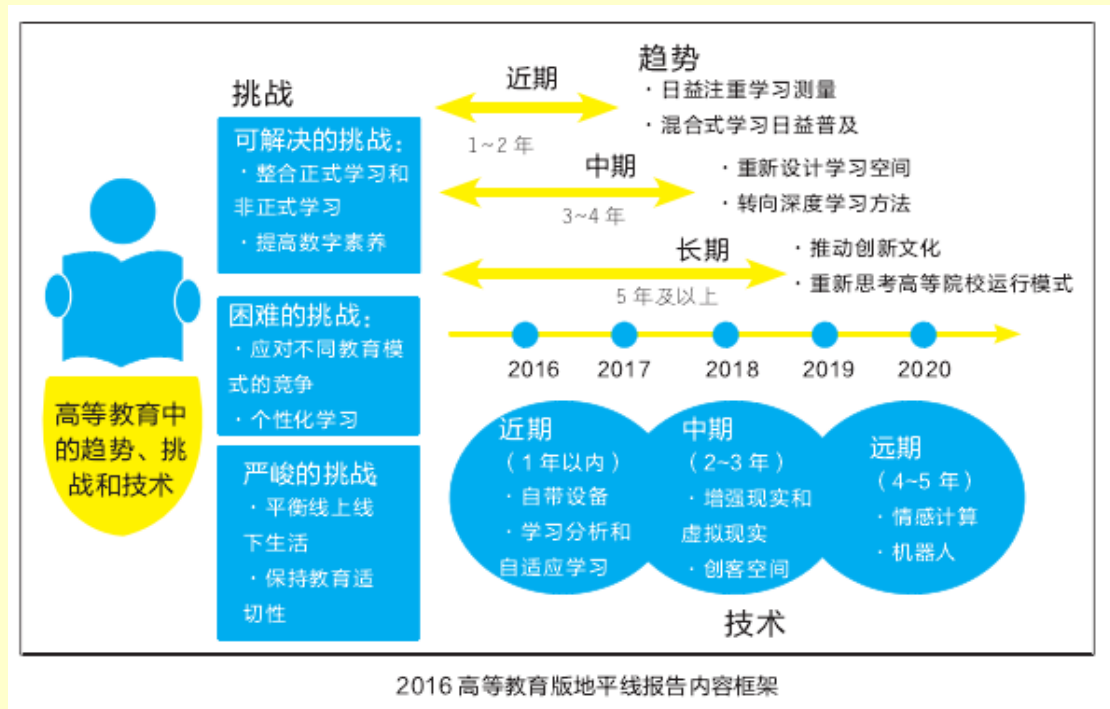 高等教育中
的趋势、挑
战和技术
挑战
可解决的挑战：
·整合正式学习和
非正式学习
·提高数字素养
困难的挑战：
·应对不同教育模
式的竞争
·个性化学习
严峻的挑战
·平衡线上线
下生活
·保持教育适
切性
近期
1~2 年
趋势
·日益注重学习测量
·混合式学习日益普及
中期
3~4 年
·重新设计学习空间
·转向深度学习方法
长期
5 年及以上
·推动创新文化
·重新思考高等院校运行模式
2016
2017
2018
2019
2020
近期
（1 年以内）
·自带设备
·学习分析和
自适应学习
中期
（2~3 年）
·增强现实和
虚拟现实
·创客空间
远期
（4~5 年）
·情感计算
·机器人
技术
2016 高等教育版地平线报告内容框架